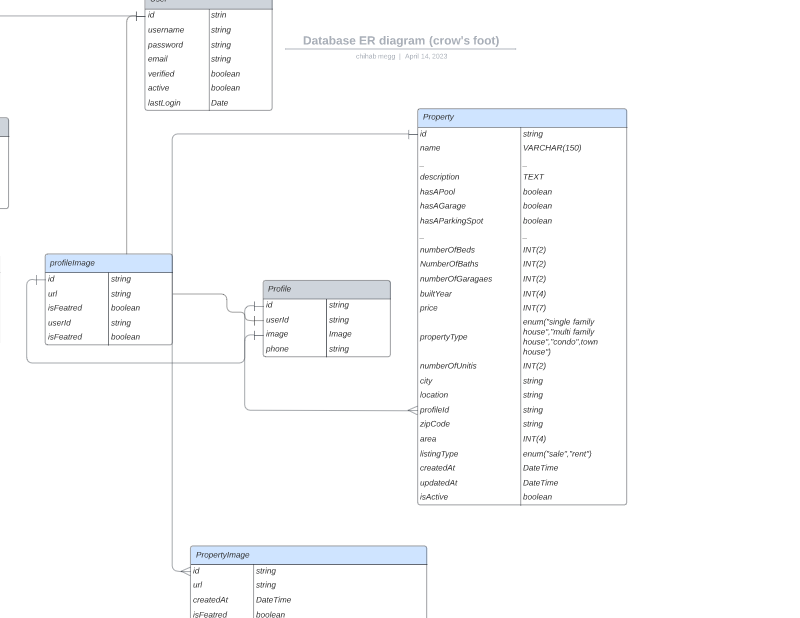 User
id strin
username string
password string
email string
verified boolean
active boolean
lastLogin Date
Database ER diagram (crow's foot)
chihab megg | April 14, 2023
Property
id string
name VARCHAR(150)
_ _
description TEXT
hasAPool boolean
hasAGarage boolean
hasAParkingSpot boolean
_ _
numberOfBeds INT(2)
NumberOfBaths INT(2)
numberOfGaragaes INT(2)
builtYear INT(4)
price INT(7)
propertyType enum("single family
house","multi family
house","condo",town
house")
numberOfUnitis INT(2)
city string
location string
profileId string
zipCode string
area INT(4)
listingType enum("sale","rent")
createdAt DateTime
updatedAt DateTime
isActive boolean
profileImage
id string
url string
isFeatred boolean
userId string
isFeatred boolean
Profile
id string
userId string
image Image
phone string
PropertyImage
id string
url string
createdAt DateTime
isFeatred boolean